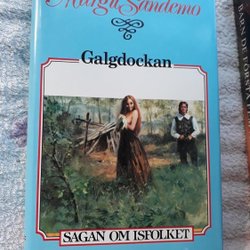 Margit Sandemo
Galgdockan
SAGAN OM ISFOLKET